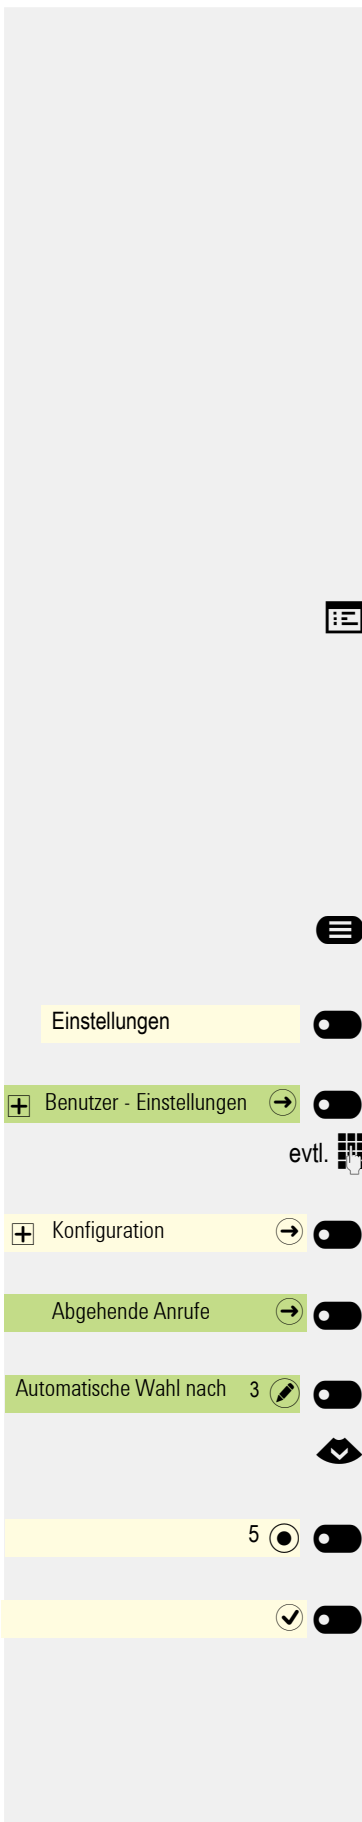 Einstellungen
Benutzer - Einstellungen
evtl.
Konfiguration
Abgehende Anrufe
Automatische Wahl nach 3
5